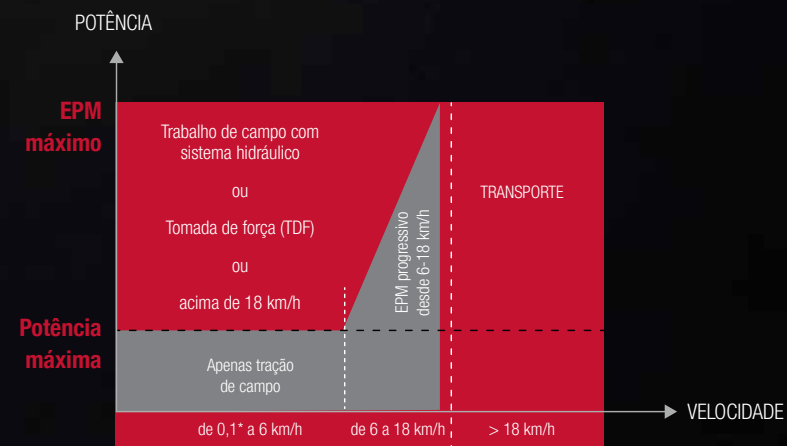 POTÊNCIA
EPM
máximo
Trabalho de campo com
sistema hidráulico
ou
Tomada de força (TDF)
ou
acima de 18 km/h
EPM progressivo
desde 6-18 km/h
TRANSPORTE
Potência
máxima
Apenas tração
de campo
VELOCIDADE
de 0,1* a 6 km/h
de 6 a 18 km/h
> 18 km/h